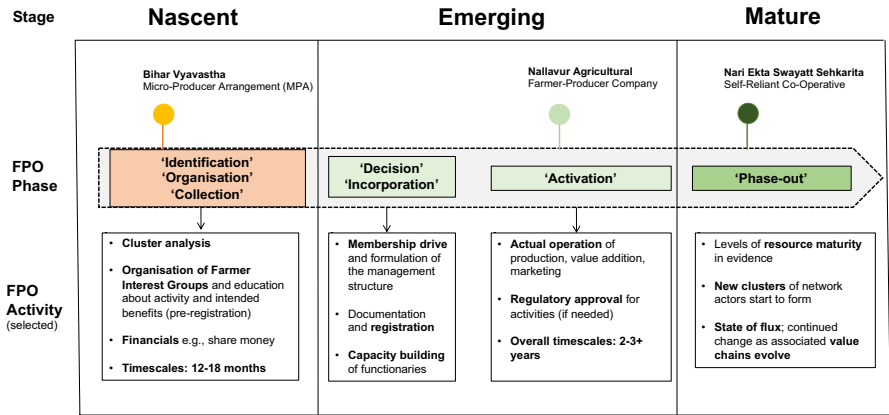 Stage
Nascent
Emerging
Mature
Bihar Vyavastha
Micro-Producer Arrangement (MPA)
Nallavur Agricultural
Farmer-Producer Company
Nari Ekta Swayatt Sehkarita
Self-Reliant Co-Operative
FPO
Phase
‘Identification’
‘Organisation’
‘Collection’
‘Decision’
‘Incorporation’
‘Activation’
‘Phase-out’
FPO
Activity
(selected)
• Cluster analysis
• Organisation of Farmer
Interest Groups and education
about activity and intended
benefits (pre-registration)
• Financials e.g., share money
• Timescales: 12-18 months
• Membership drive
and formulation of
the management
structure
• Documentation
and registration
• Capacity building
of functionaries
• Actual operation of
production, value addition,
marketing
• Regulatory approval for
activities (if needed)
• Overall timescales: 2-3+
years
• Levels of resource maturity
in evidence
• New clusters of network
actors start to form
• State of flux; continued
change as associated value
chains evolve